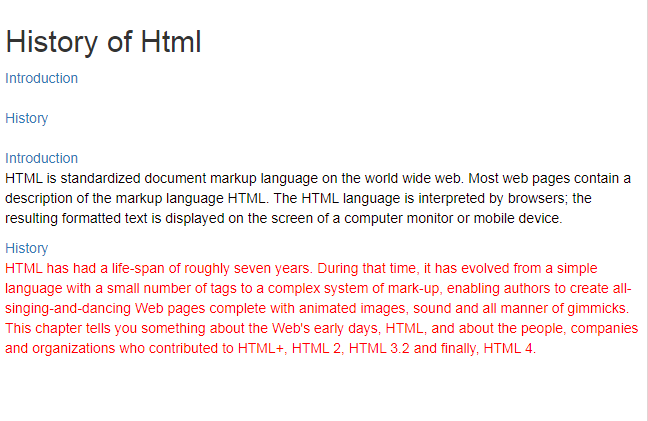 History of Html
Introduction
History
Introduction
HTML is standardized document markup language on the world wide web. Most web pages contain a
description of the markup language HTML. The HTML language is interpreted by browsers; the
resulting formatted text is displayed on the screen of a computer monitor or mobile device.
History
HTML has had a life-span of roughly seven years. During that time, it has evolved from a simple
language with a small number of tags to a complex system of mark-up, enabling authors to create all-
singing-and-dancing Web pages complete with animated images, sound and all manner of gimmicks.
This chapter tells you something about the Web's early days, HTML, and about the people, companies
and organizations who contributed to HTML+, HTML 2, HTML 3.2 and finally, HTML 4.